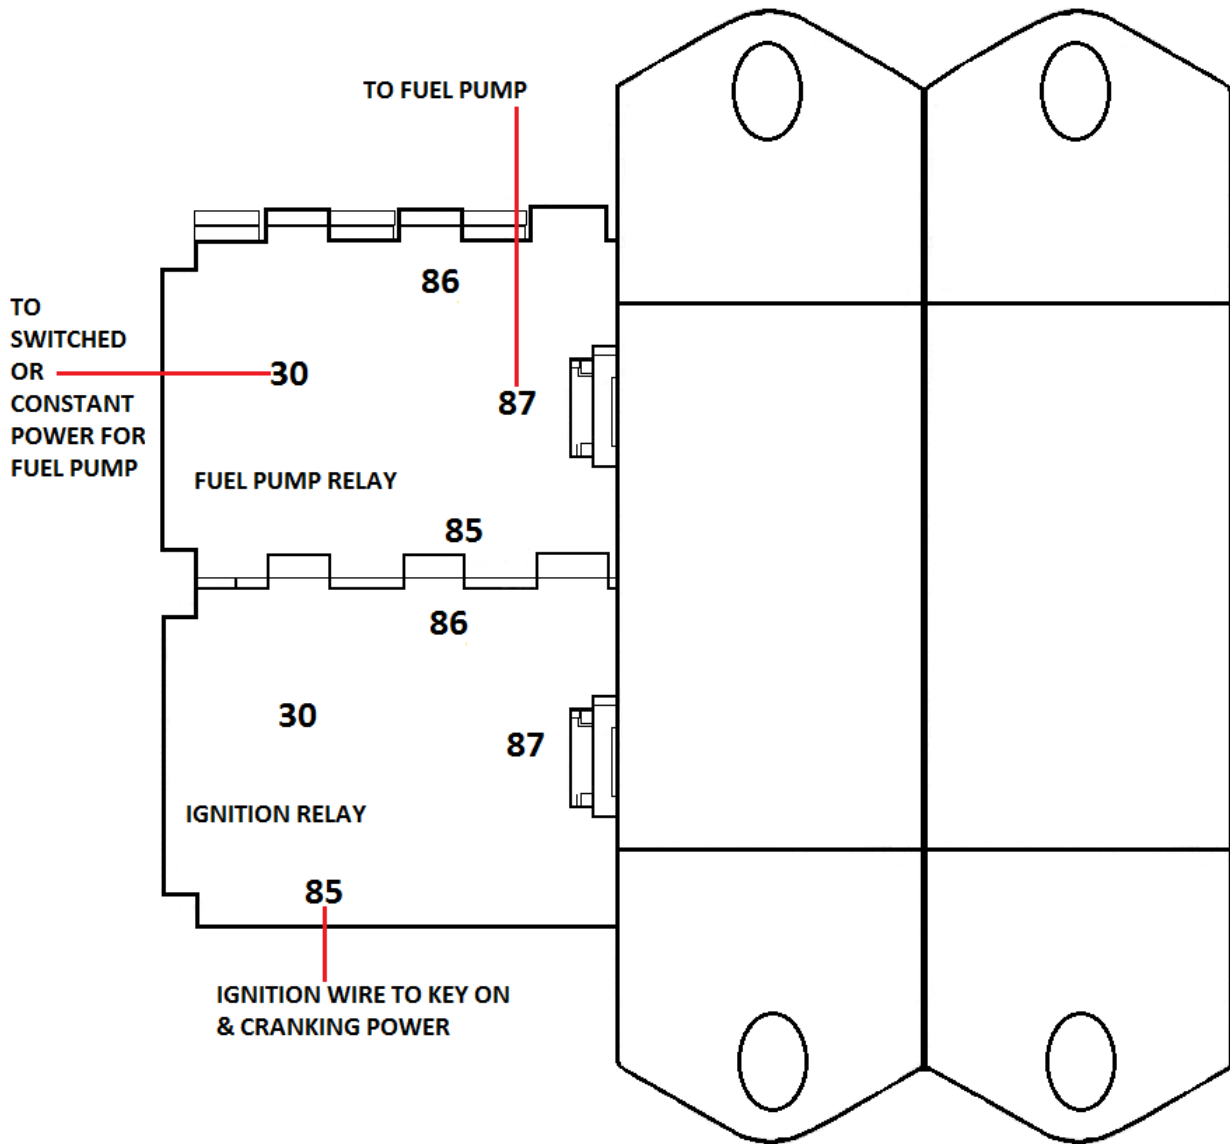 TO FUEL PUMP
86
TO
SWITCHED
OR
CONSTANT
POWER FOR
FUEL PUMP
30
87
FUEL PUMP RELAY
85
86
30
87
IGNITION RELAY
85
IGNITION WIRE TO KEY ON
& CRANKING POWER